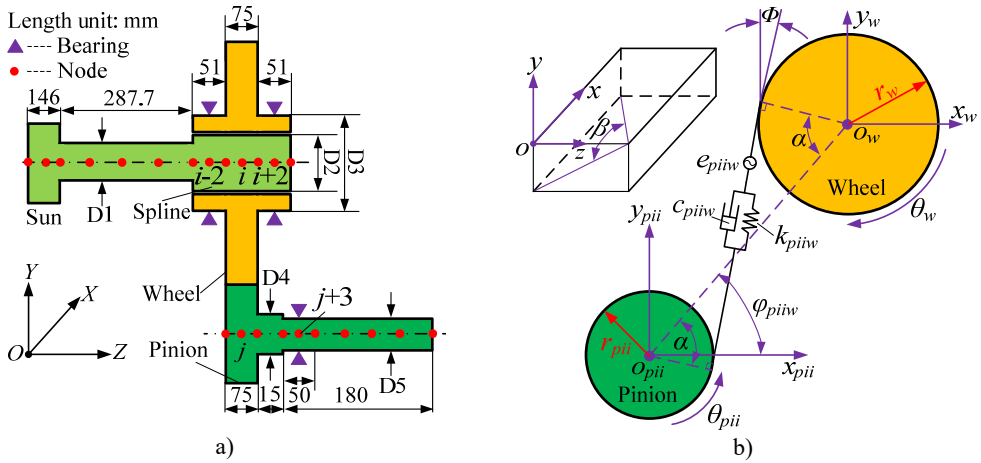 Length unit: mm
---- Bearing
---- Node
75
51
51
146
287.7
D1
D2
D3
i-2
i
i+2
Sun
Spline
Wheel
D4
j+3
j
Pinion
D5
75
15
50
180
Y
X
O
Z
a)
y
x
o
z
β
Φ
y_w
r_w
x_w
o_w
α
Wheel
θ_w
e_piiw
c_piiw
k_piiw
y_pii
φ_piiw
r_pii
α
o_pii
x_pii
Pinion
θ_pii
b)